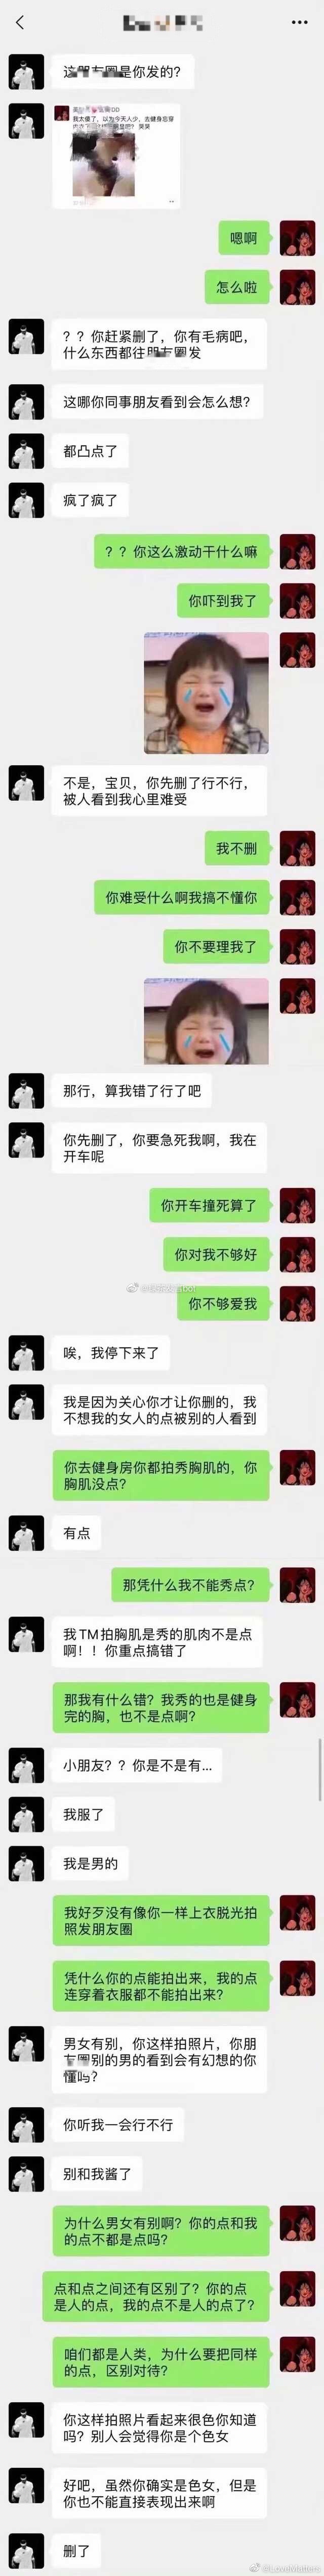 这朋友圈是你发的?
DD
我太傻了，以为今天人少，去健身忘穿
明显吧？ 哭哭
嗯啊
怎么啦
？？你赶紧删了，你有毛病吧，
什么东西都往朋友圈发
这哪你同事朋友看到会怎么想?
都凸点了
疯了疯了
？？你这么激动干什么嘛
你吓到我了
不是，宝贝，你先删了行不行，
被人看到我心里难受
我不删
你难受什么啊我搞不懂你
你不要理我了
那行，算我错了行了吧
你先删了，你要急死我啊，我在
开车呢
你开车撞死算了
你对我不够好
你不够爱我
唉，我停下来了
我是因为关心你才让你删的，我
不想我的女人的点被别的人看到
你去健身房你都拍秀胸肌的，你
胸肌没点?
有点
那凭什么我不能秀点?
我TM拍胸肌是秀的肌肉不是点
啊！！你重点搞错了
那我有什么错？我秀的也是健身
完的胸，也不是点啊?
小朋友？？你是不是有...
我服了
我是男的
我好歹没有像你一样上衣脱光拍
照发朋友圈
凭什么你的点能拍出来，我的点
连穿着衣服都不能拍出来?
男女有别，你这样拍照片，你朋
友圈别的男的看到会有幻想的你
懂吗?
你听我一会行不行
别和我酱了
为什么男女有别啊？你的点和我
的点不都是点吗?
点和点之间还有区别了？你的点
是人的点，我的点不是人的点了?
咱们都是人类，为什么要把同样
的点，区别对待?
你这样拍照片看起来很色你知道
吗？别人会觉得你是个色女
好吧，虽然你确实是色女，但是
你也不能直接表现出来啊
删了
@LoveMatters